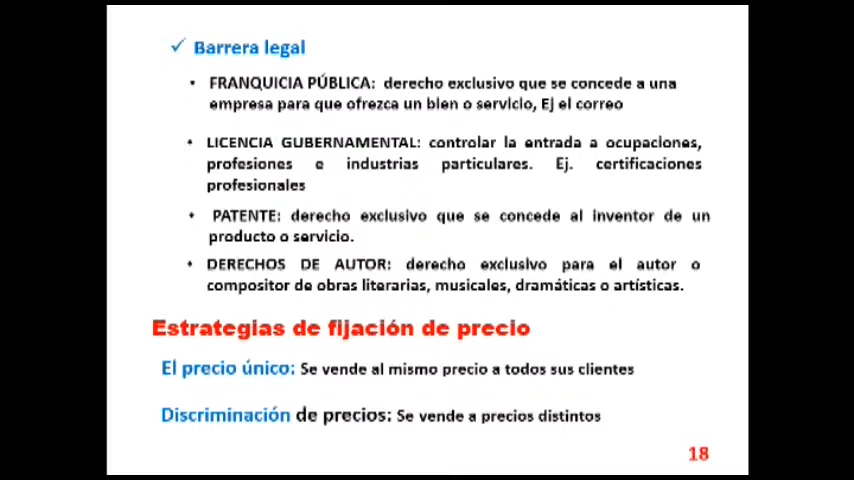 ✓ Barrera legal
• FRANQUICIA PÚBLICA: derecho exclusivo que se concede a una
empresa para que ofrezca un bien o servicio, Ej el correo
• LICENCIA GUBERNAMENTAL: controlar la entrada a ocupaciones,
profesiones e industrias particulares. Ej. certificaciones
profesionales
• PATENTE: derecho exclusivo que se concede al inventor de un
producto o servicio.
• DERECHOS DE AUTOR: derecho exclusivo para el autor o
compositor de obras literarias, musicales, dramáticas o artísticas.
Estrategias de fijación de precio
El precio único: Se vende al mismo precio a todos sus clientes
Discriminación de precios: Se vende a precios distintos
18